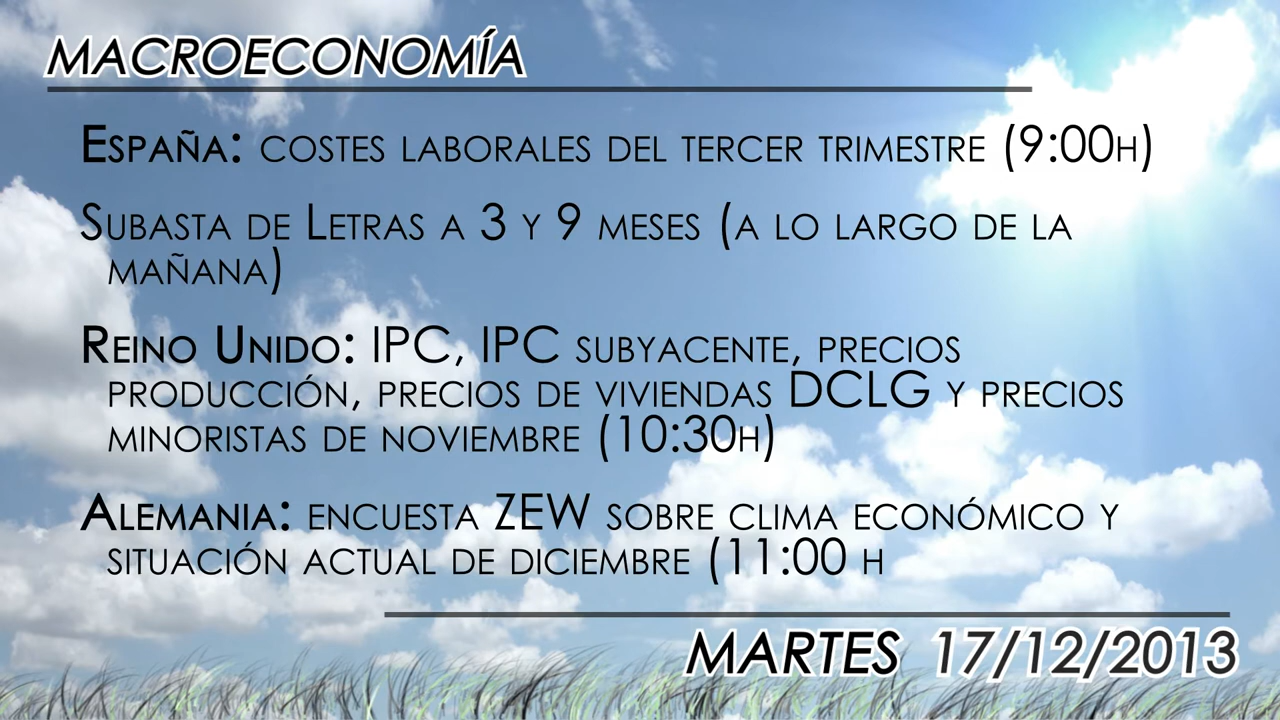 MACROECONOMÍA
España: costes laborales del tercer trimestre (9:00h)
Subasta de Letras a 3 y 9 meses (a lo largo de la
mañana)
Reino Unido: IPC, IPC subyacente, precios
producción, precios de viviendas DCLG y precios
minoristas de noviembre (10:30h)
Alemania: encuesta ZEW sobre clima económico y
situación actual de diciembre (11:00 h
MARTES 17/12/2013